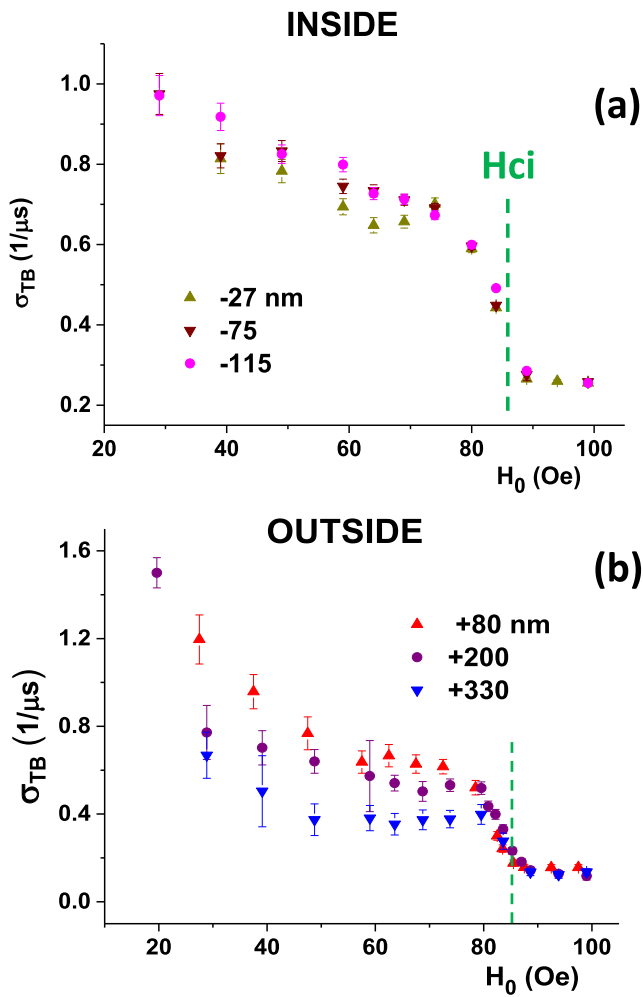 INSIDE
(a)
1.0
0.8
0.6
0.4
0.2
σTB (1/μs)
Hci
-27 nm
-75
-115
20 40 60 80 100
H0 (Oe)
OUTSIDE
(b)
1.6
1.2
0.8
0.4
0.0
σTB (1/μs)
+80 nm
+200
+330
20 40 60 80 100
H0 (Oe)